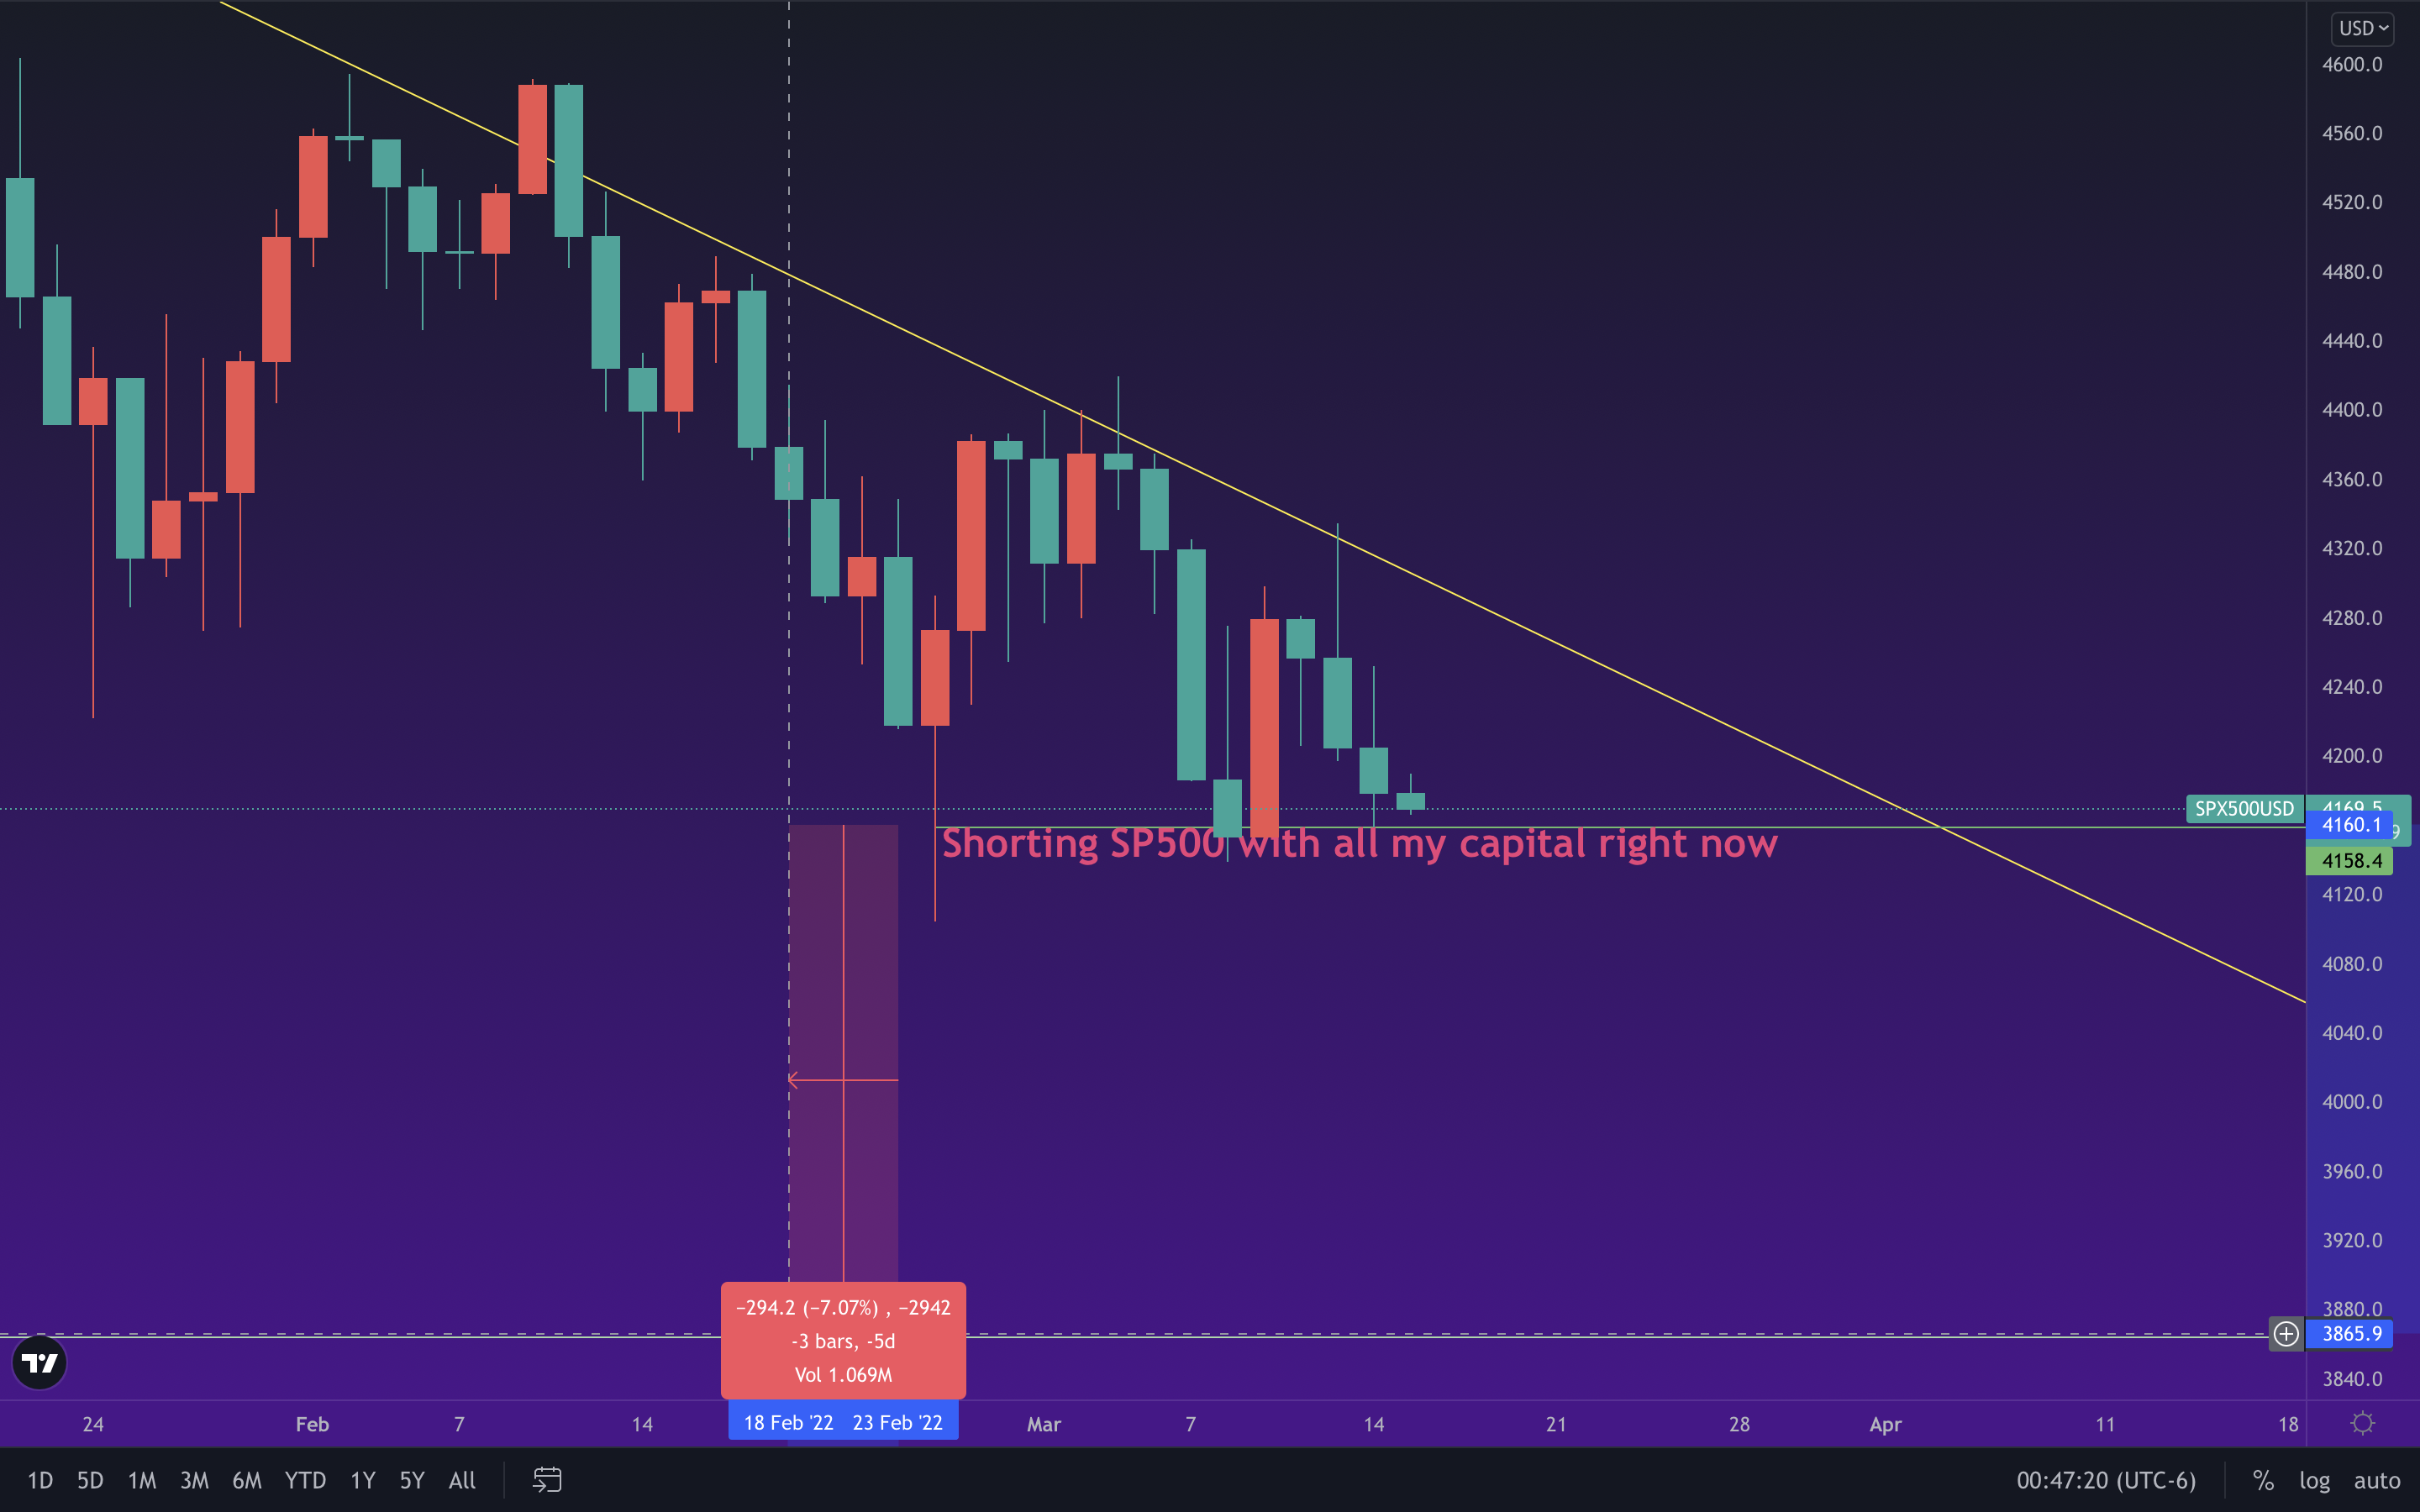 USD
4600.0
4560.0
4520.0
4480.0
4440.0
4400.0
4360.0
4320.0
4280.0
4240.0
4200.0
SPX500USD 4169.5
4160.1
4158.4
Shorting SP500 with all my capital right now
4120.0
4080.0
4040.0
4000.0
3960.0
3920.0
3880.0
3865.9
3840.0
−294.2 (−7.07%) , −2942
-3 bars, -5d
Vol 1.069M
24 Feb 7 14 18 Feb '22 23 Feb '22 Mar 7 14 21 28 Apr 11 18
1D 5D 1M 3M 6M YTD 1Y 5Y All 00:47:20 (UTC-6) % log auto